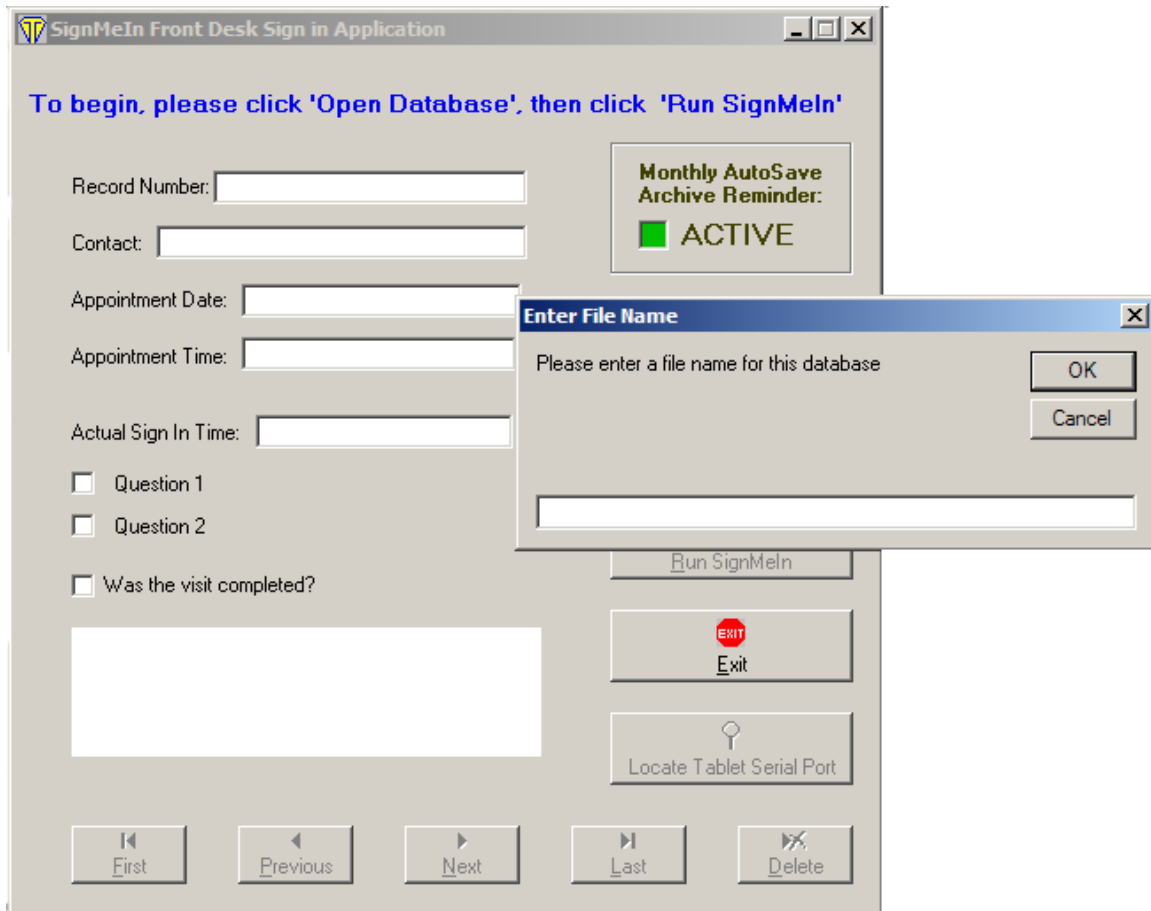 SignMeIn Front Desk Sign in Application
To begin, please click 'Open Database', then click 'Run SignMeIn'
Record Number:
Contact:
Appointment Date:
Appointment Time:
Actual Sign In Time:
Question 1
Question 2
Was the visit completed?
Monthly AutoSave
Archive Reminder:
ACTIVE
Enter File Name
Please enter a file name for this database
OK
Cancel
Run SignMeIn
EXIT
Exit
Locate Tablet Serial Port
First
Previous
Next
Last
Delete